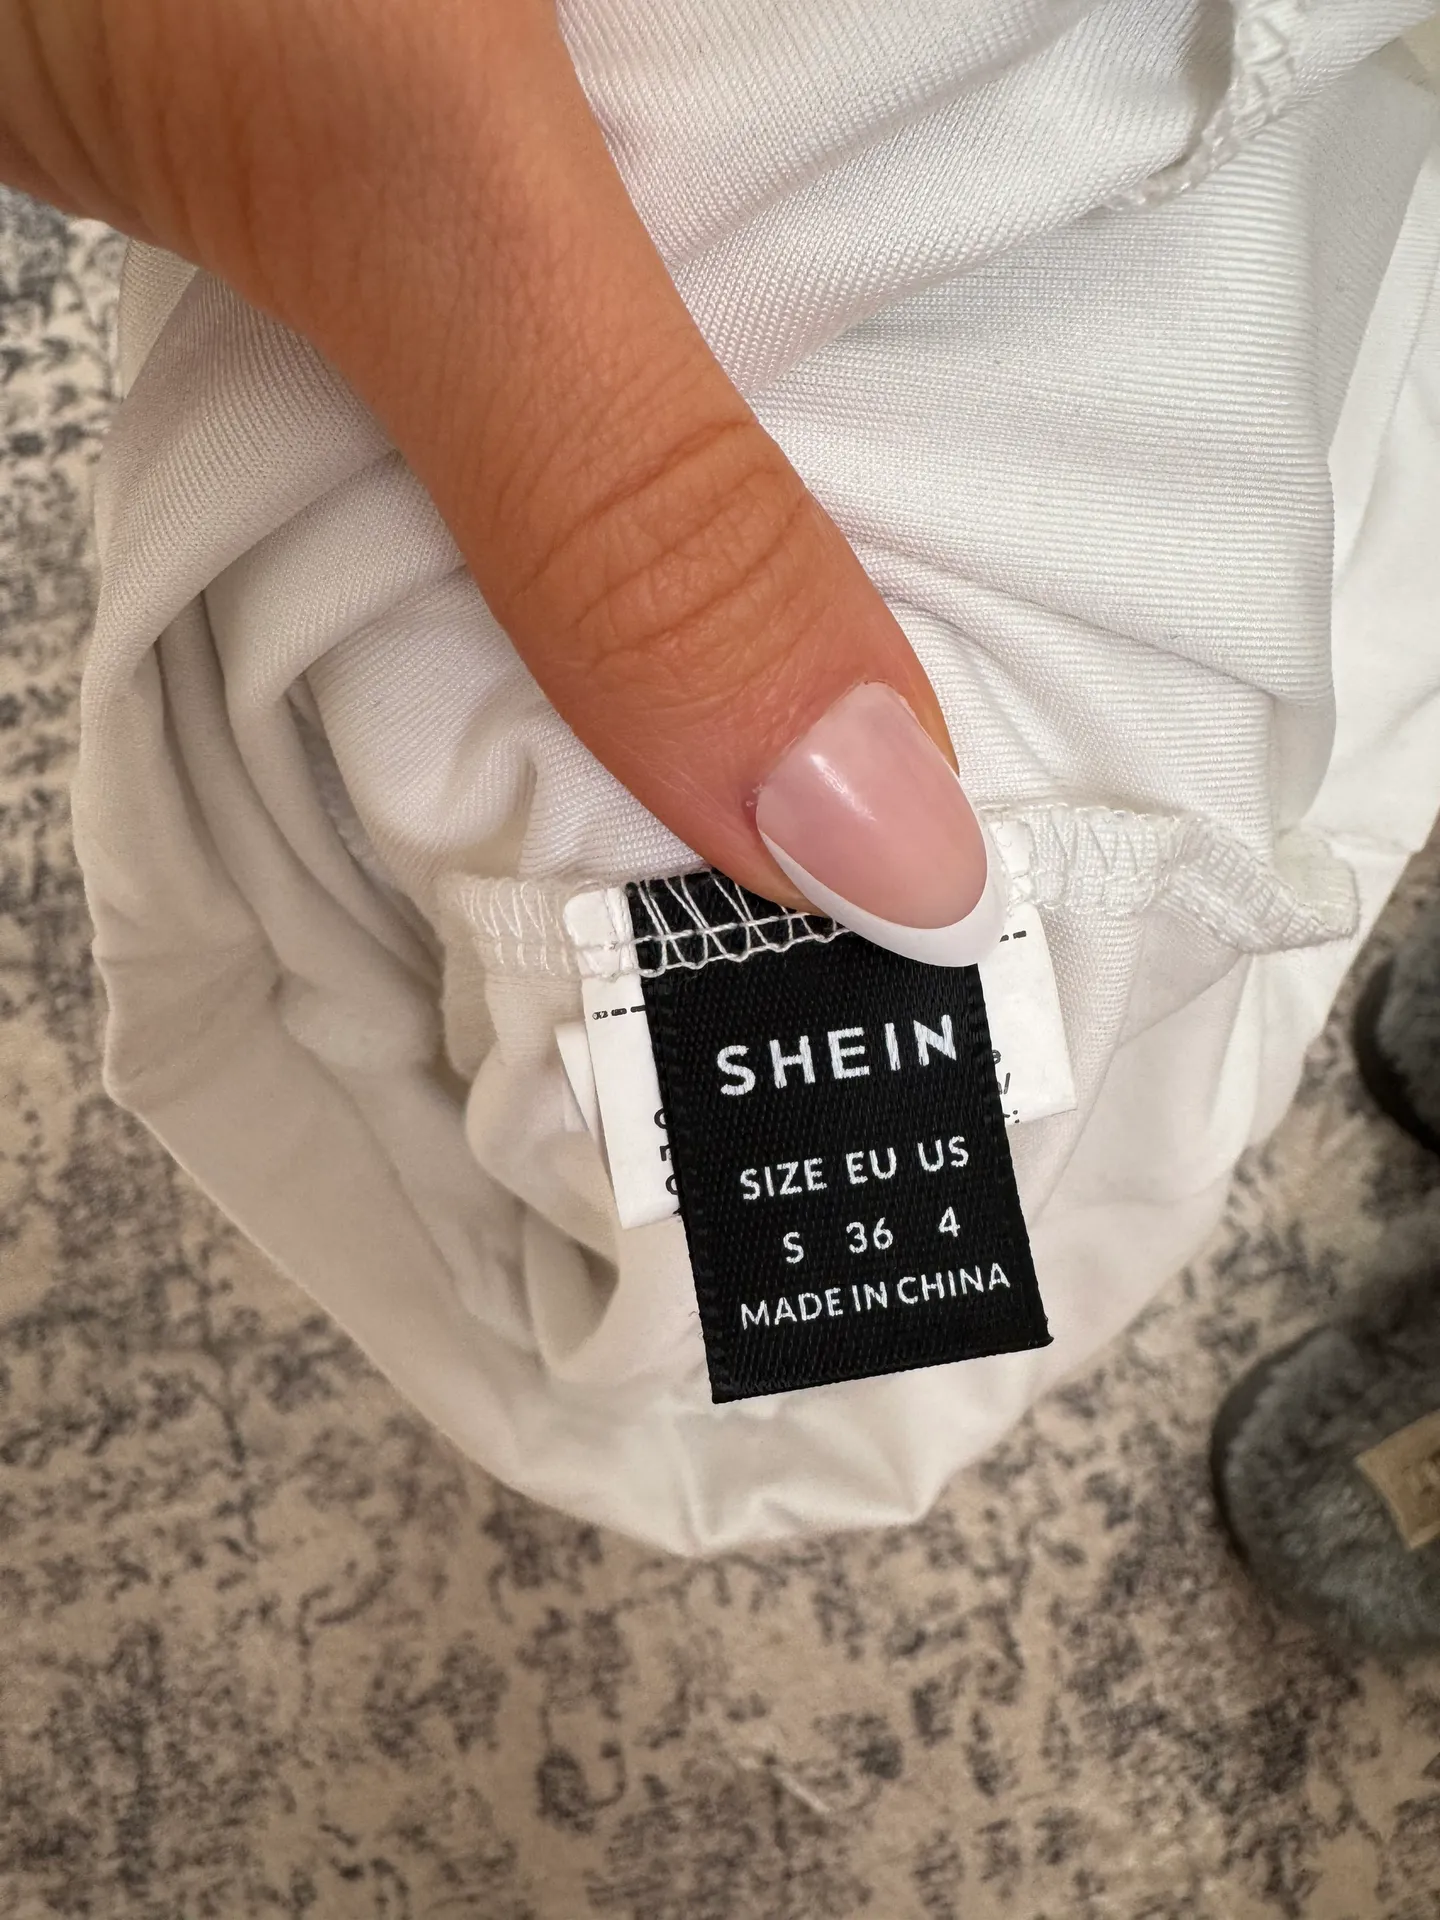 SHEIN
SIZE EU US
S 36 4
MADE IN CHINA